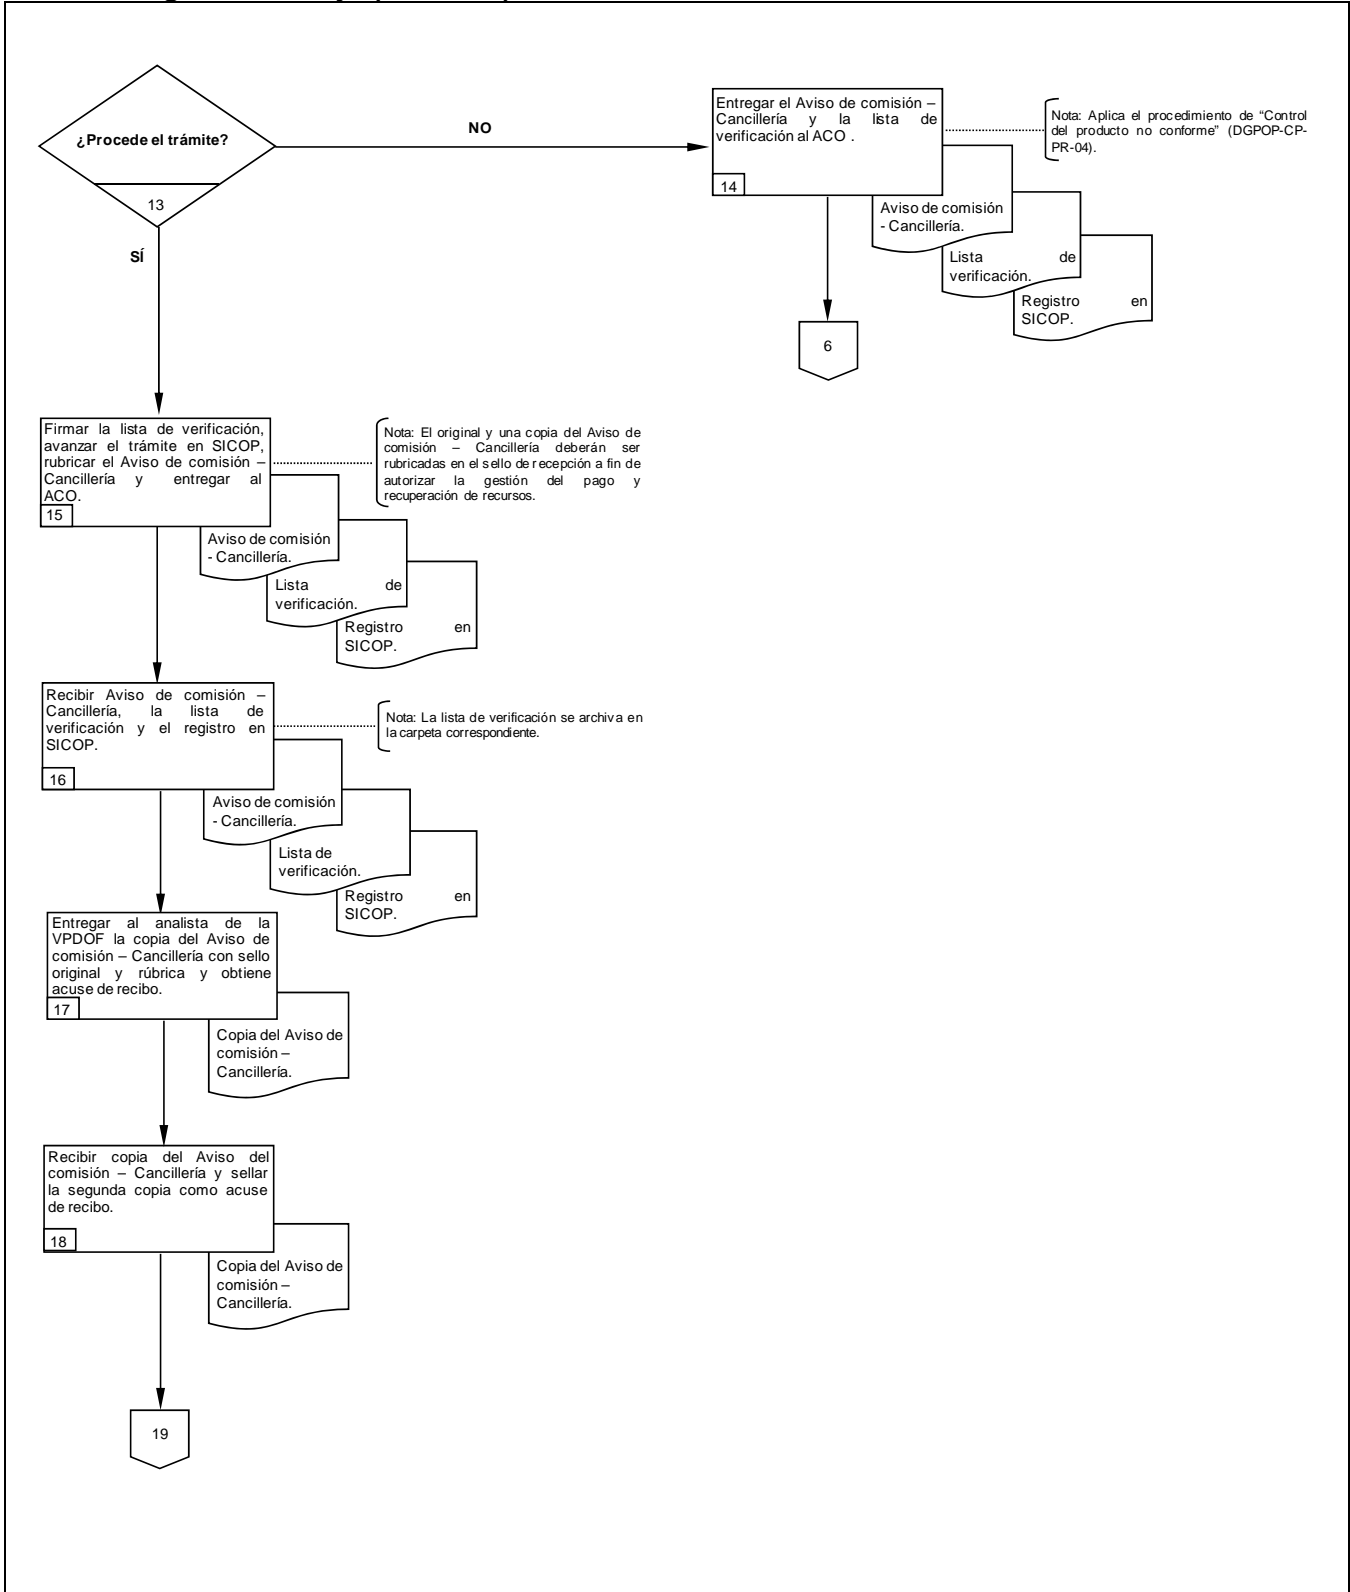 ¿Procede el trámite?
13
NO
SÍ
Entregar el Aviso de comisión –
Cancillería y la lista de
verificación al ACO .
14
Nota: Aplica el procedimiento de “Control
del producto no conforme” (DGPOP-CP-
PR-04).
Aviso de comisión
- Cancillería.
Lista de
verificación.
Registro en
SICOP.
6
Firmar la lista de verificación,
avanzar el trámite en SICOP,
rubricar el Aviso de comisión –
Cancillería y entregar al
ACO.
15
Nota: El original y una copia del Aviso de
comisión – Cancillería deberán ser
rubricadas en el sello de recepción a fin de
autorizar la gestión del pago y
recuperación de recursos.
Aviso de comisión
- Cancillería.
Lista de
verificación.
Registro en
SICOP.
Recibir Aviso de comisión –
Cancillería, la lista de
verificación y el registro en
SICOP.
16
Nota: La lista de verificación se archiva en
la carpeta correspondiente.
Aviso de comisión
- Cancillería.
Lista de
verificación.
Registro en
SICOP.
Entregar al analista de la
VPDOF la copia del Aviso de
comisión – Cancillería con sello
original y rúbrica y obtiene
acuse de recibo.
17
Copia del Aviso de
comisión –
Cancillería.
Recibir copia del Aviso del
comisión – Cancillería y sellar
la segunda copia como acuse
de recibo.
18
Copia del Aviso de
comisión –
Cancillería.
19